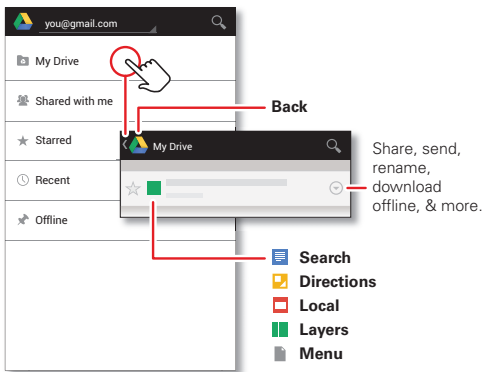 you@gmail.com
My Drive
Shared with me
Starred
Recent
Offline
Back
My Drive
Share, send,
rename,
download
offline, & more.
Search
Directions
Local
Layers
Menu